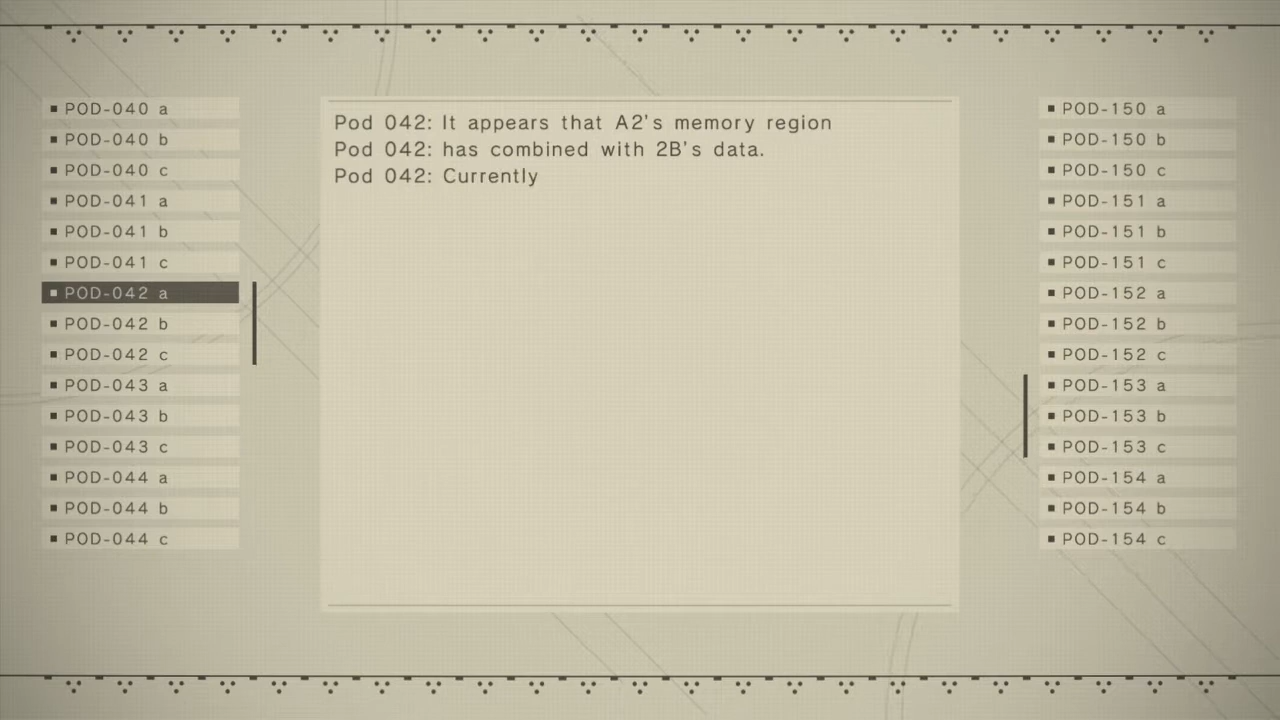 POD-040 a
POD-040 b
POD-040 c
POD-041 a
POD-041 b
POD-041 c
POD-042 a
POD-042 b
POD-042 c
POD-043 a
POD-043 b
POD-043 c
POD-044 a
POD-044 b
POD-044 c
Pod 042: It appears that A2's memory region
Pod 042: has combined with 2B's data.
Pod 042: Currently
POD-150 a
POD-150 b
POD-150 c
POD-151 a
POD-151 b
POD-151 c
POD-152 a
POD-152 b
POD-152 c
POD-153 a
POD-153 b
POD-153 c
POD-154 a
POD-154 b
POD-154 c